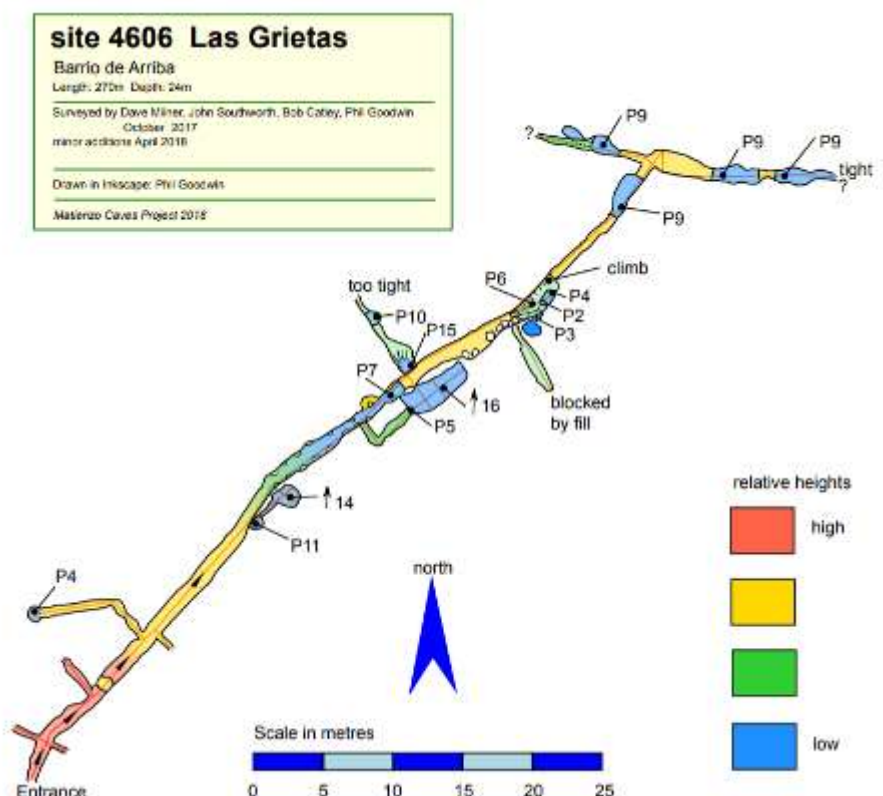 site 4606 Las Grietas
Barrio de Arriba
Length: 270m Depth: 24m
Surveyed by Dave Milner, John Southworth, Bob Catley, Phil Goodwin
October 2017
minor additions April 2018
Drawn in Inkscape: Phil Goodwin
Matienzo Caves Project 2018
P9
?
P9
P9
tight
?
P9
climb
P6
P4
P2
P3
too tight
P10
P15
P7
16
P5
blocked
by fill
14
P11
P4
north
relative heights
high
low
Scale in metres
0 5 10 15 20 25
Entrance